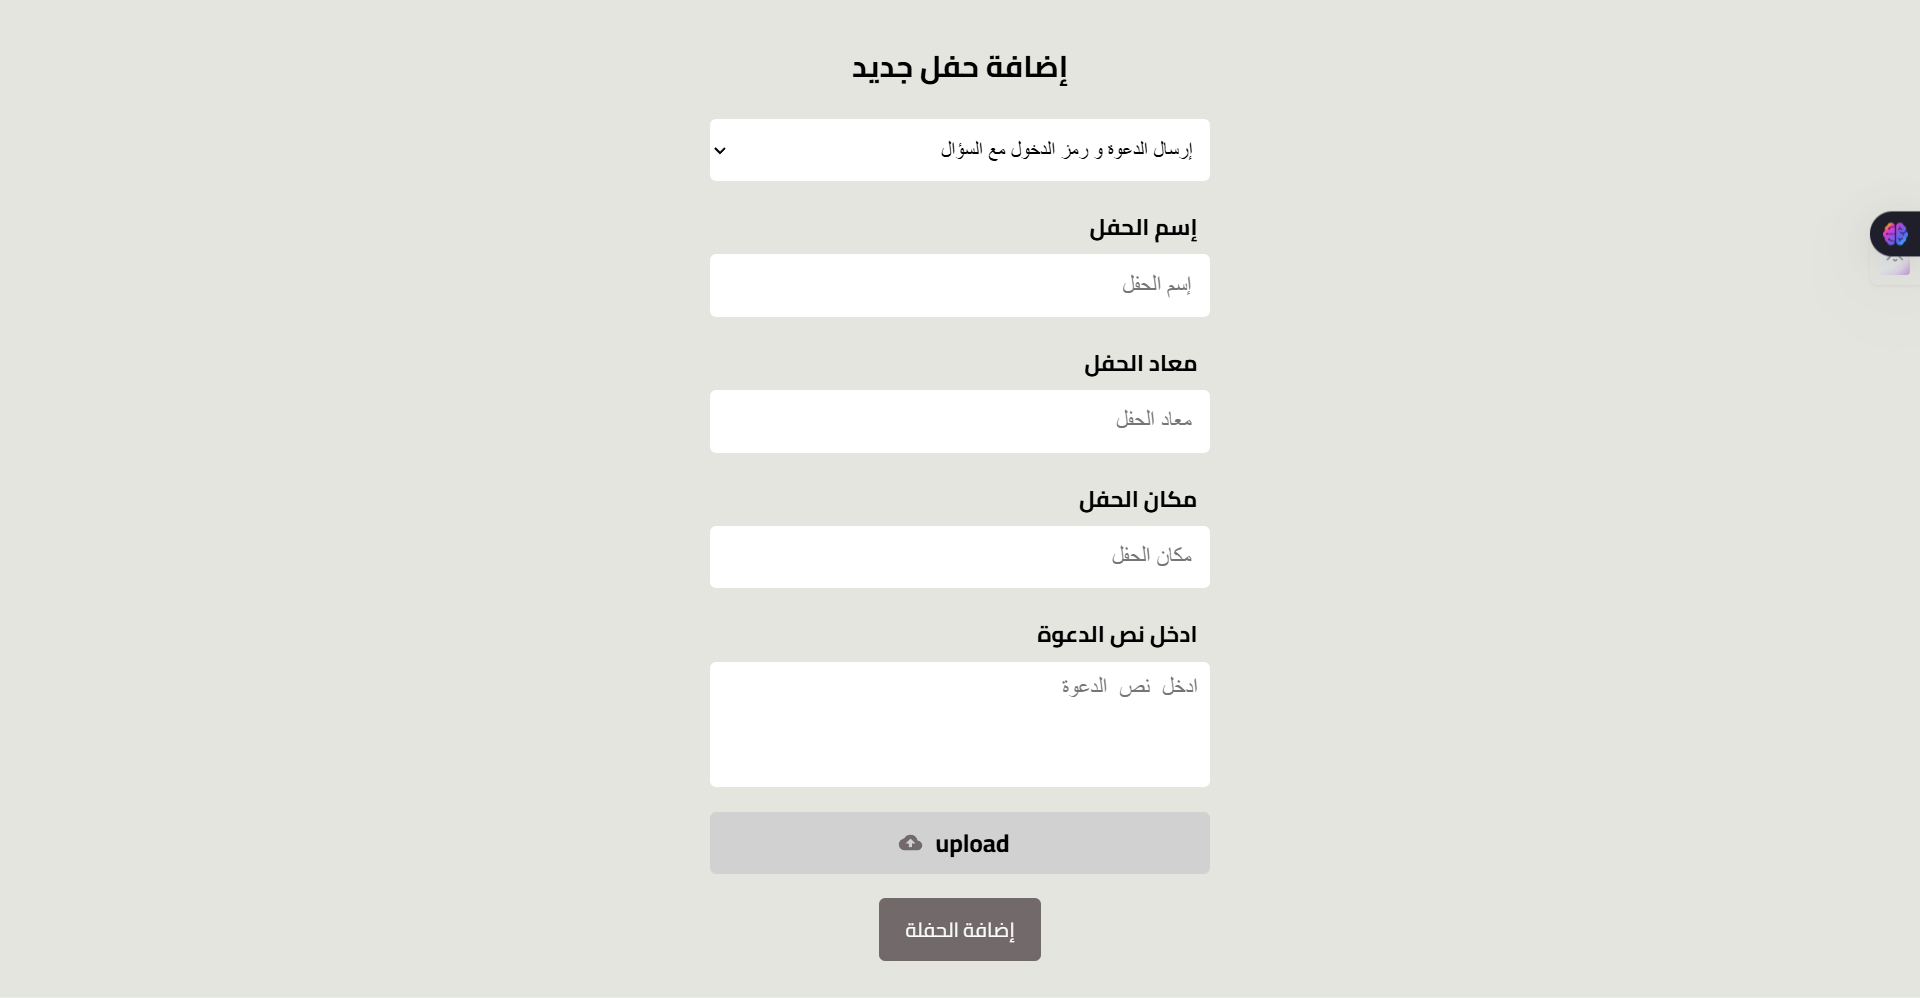 إضافة حفل جديد
إرسال الدعوة و رمز الدخول مع السؤال
إسم الحفل
إسم الحفل
معاد الحفل
معاد الحفل
مكان الحفل
مكان الحفل
ادخل نص الدعوة
ادخل نص الدعوة
upload
إضافة الحفلة